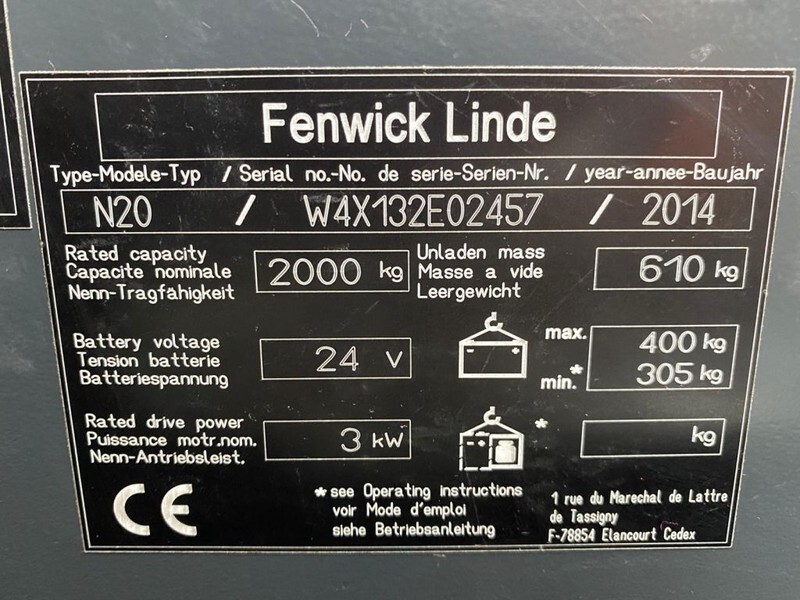 Fenwick Linde
Type-Modele-Typ / Serial no.-No. de serie-Serien-Nr. / year-annee-Baujahr
N20 / W4X132E02457 / 2014
Rated capacity
Capacite nominale
Nenn-Tragfähigkeit
2000 kg
Unladen mass
Masse a vide
Leergewicht
610 kg
Battery voltage
Tension batterie
Batteriespannung
24 V
- +
max. 400 kg
min.* 305 kg
Rated drive power
Puissance motr.nom.
Nenn-Antriebsleist.
3 kW
* kg
CE
* see Operating instructions
voir Mode d'emploi
siehe Betriebsanleitung
1 rue du Marechal de Lattre
de Tassigny
F-78854 Elancourt Cedex